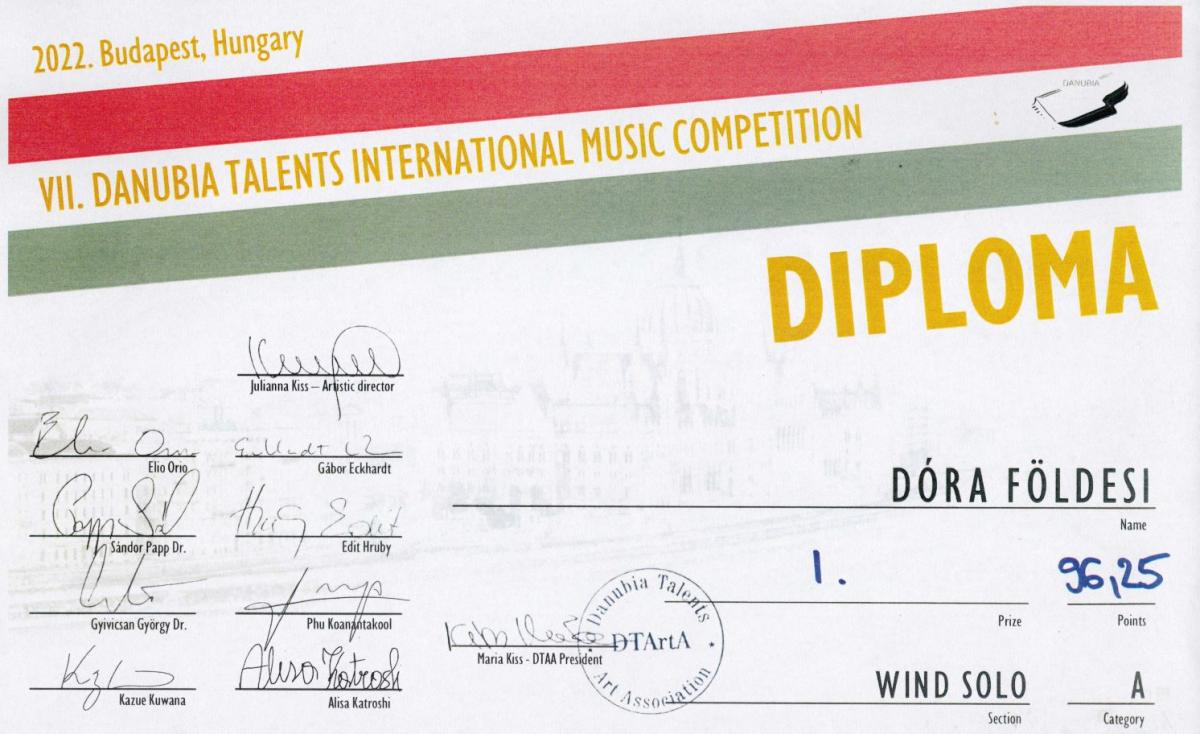 2022. Budapest, Hungary
DANUBIA
VII. DANUBIA TALENTS INTERNATIONAL MUSIC COMPETITION
DIPLOMA
Julianna Kiss – Artistic director
Elio Orio
Gábor Eckhardt
Sándor Papp Dr.
Edit Hruby
Gyivicsan György Dr.
Phu Koanantakool
Kazue Kuwana
Alisa Katroshi
Maria Kiss - DTAA President
Danubia Talents
DTArtA
Art Association
DÓRA FÖLDESI
Name
1. 96,25
Prize Points
WIND SOLO A
Section Category